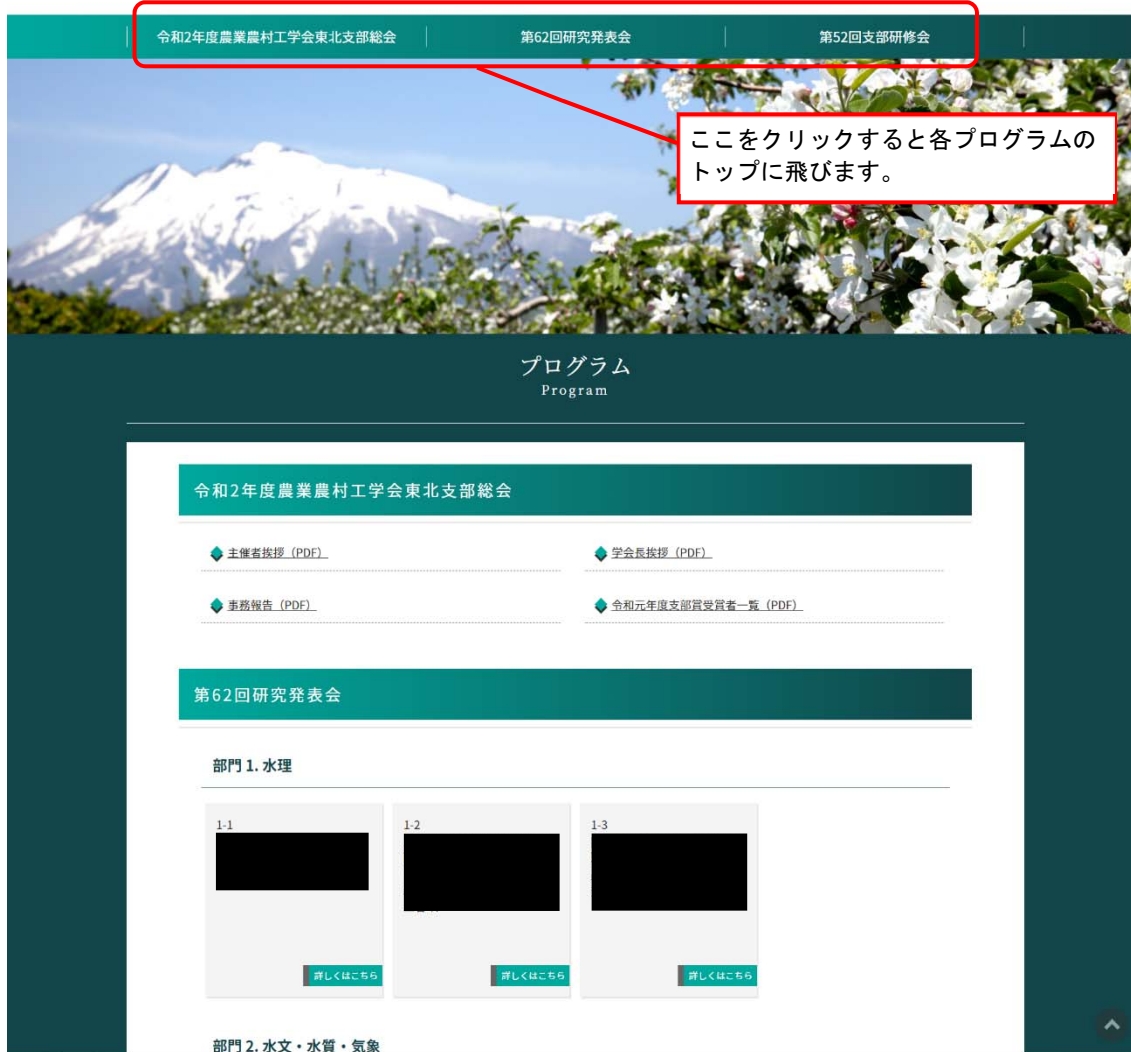 令和2年度農業農村工学会東北支部総会
第62回研究発表会
第52回支部研修会
ここをクリックすると各プログラムの
トップに飛びます。
プログラム
Program
令和2年度農業農村工学会東北支部総会
主催者挨拶（PDF）
学会長挨拶（PDF）
事務報告（PDF）
令和元年度支部賞受賞者一覧（PDF）
第62回研究発表会
部門 1. 水理
1-1
1-2
1-3
詳しくはこちら
詳しくはこちら
詳しくはこちら
部門 2. 水文・水質・気象